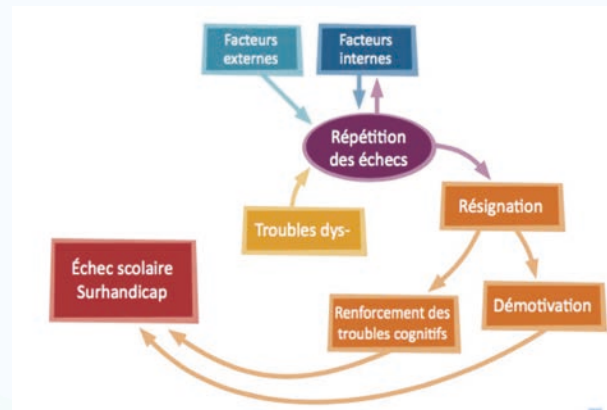 Facteurs
externes
Facteurs
internes
Répétition
des échecs
Troubles dys-
Résignation
Échec scolaire
Surhandicap
Renforcement des
troubles cognitifs
Démotivation